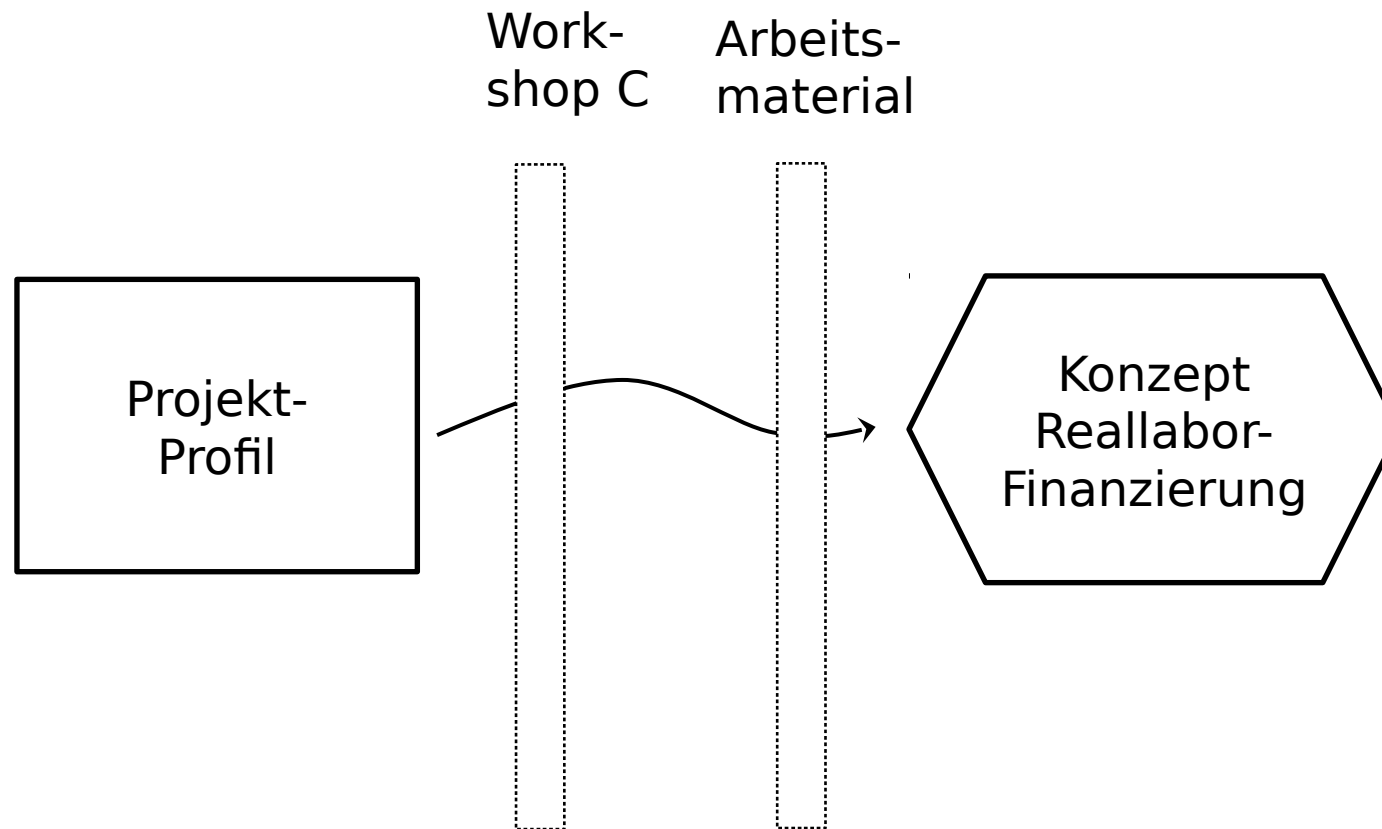 Work-
shop C
Arbeits-
material
Projekt-
Profil
Konzept
Reallabor-
Finanzierung